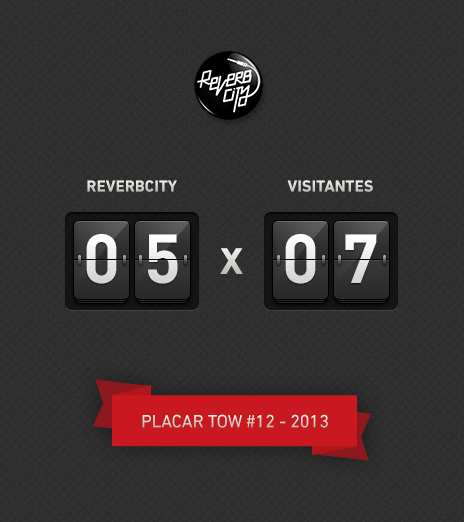 REVERB
CITY
REVERBCITY
VISITANTES
05 x 07
PLACAR TOW #12 - 2013